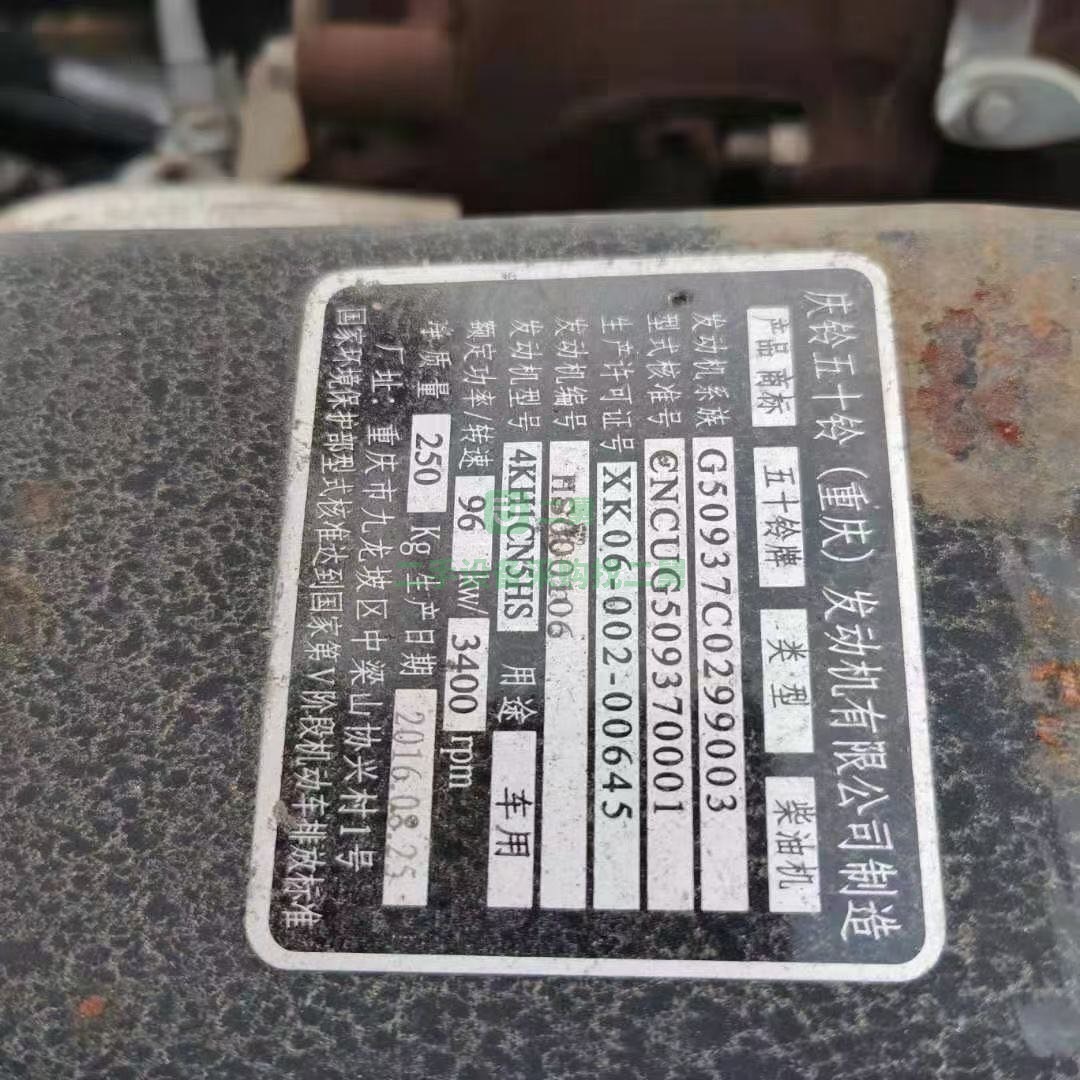 庆铃五十铃（重庆）发动机有限公司制造
产品商标 五十铃牌 类型 柴油机
发动机系族 G50937C0299003
型式核准号 CNCUG509370001
生产许可证号 XK06-002-00645
发动机编号
发动机型号 4KH1CN5HS 用途 车用
额定功率/转速 96 kw/ 3400 rpm
净质量 250 kg 生产日期 2016.08.25
厂址：重庆市九龙坡区中梁山协兴村1号
国家环境保护部型式核准达到国家第V阶段机动车排放标准